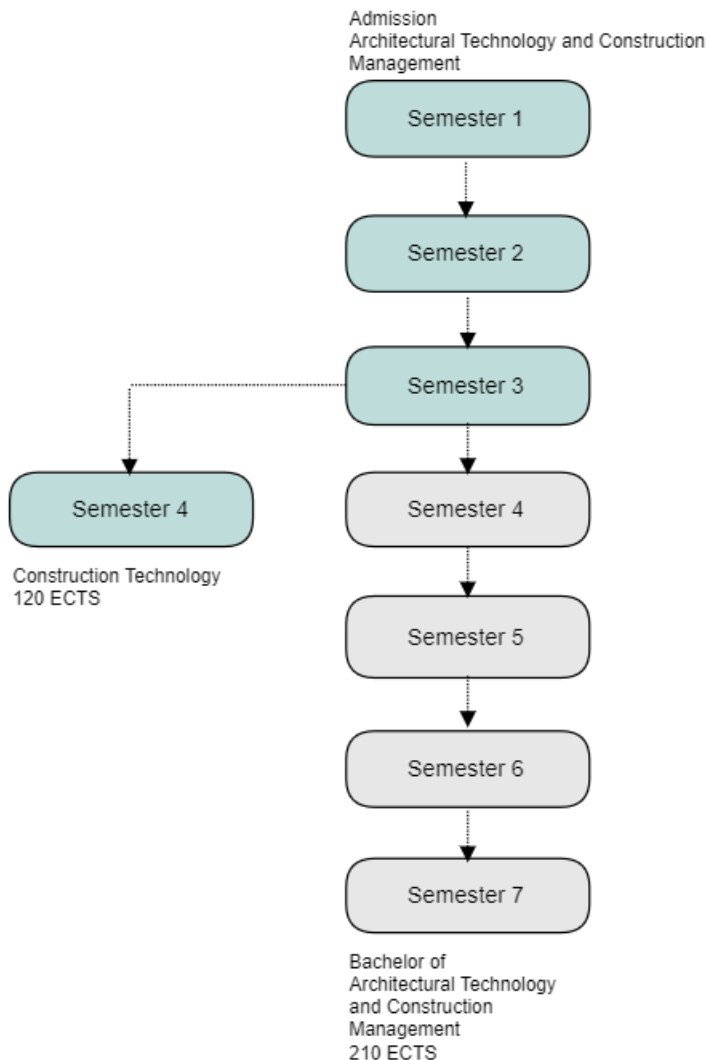 Admission
Architectural Technology and Construction
Management
Semester 1
Semester 2
Semester 3
Semester 4
Construction Technology
120 ECTS
Semester 4
Semester 5
Semester 6
Semester 7
Bachelor of
Architectural Technology
and Construction
Management
210 ECTS